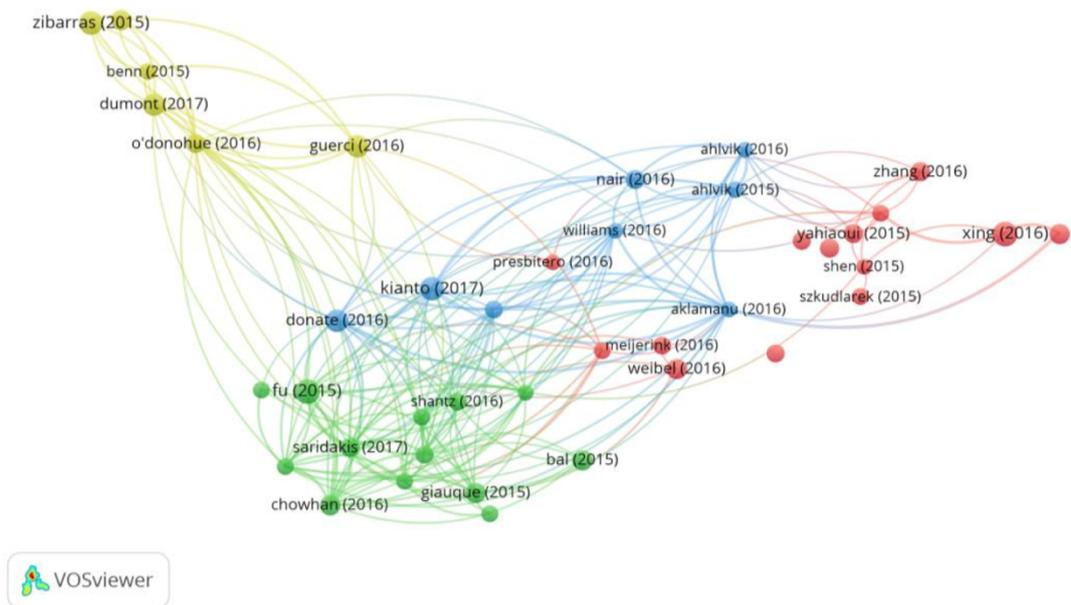 zibarras (2015)
benn (2015)
dumont (2017)
o'donohue (2016)
guerci (2016)
ahlvik (2016)
nair (2016)
ahlvik (2015)
zhang (2016)
williams (2016)
yahiaoui (2015)
xing (2016)
presbitero (2016)
shen (2015)
kianto (2017)
szkudlarek (2015)
donate (2016)
aklamanu (2016)
meijerink (2016)
weibel (2016)
fu (2015)
shantz (2016)
saridakis (2017)
bal (2015)
giauque (2015)
chowhan (2016)
VOSviewer